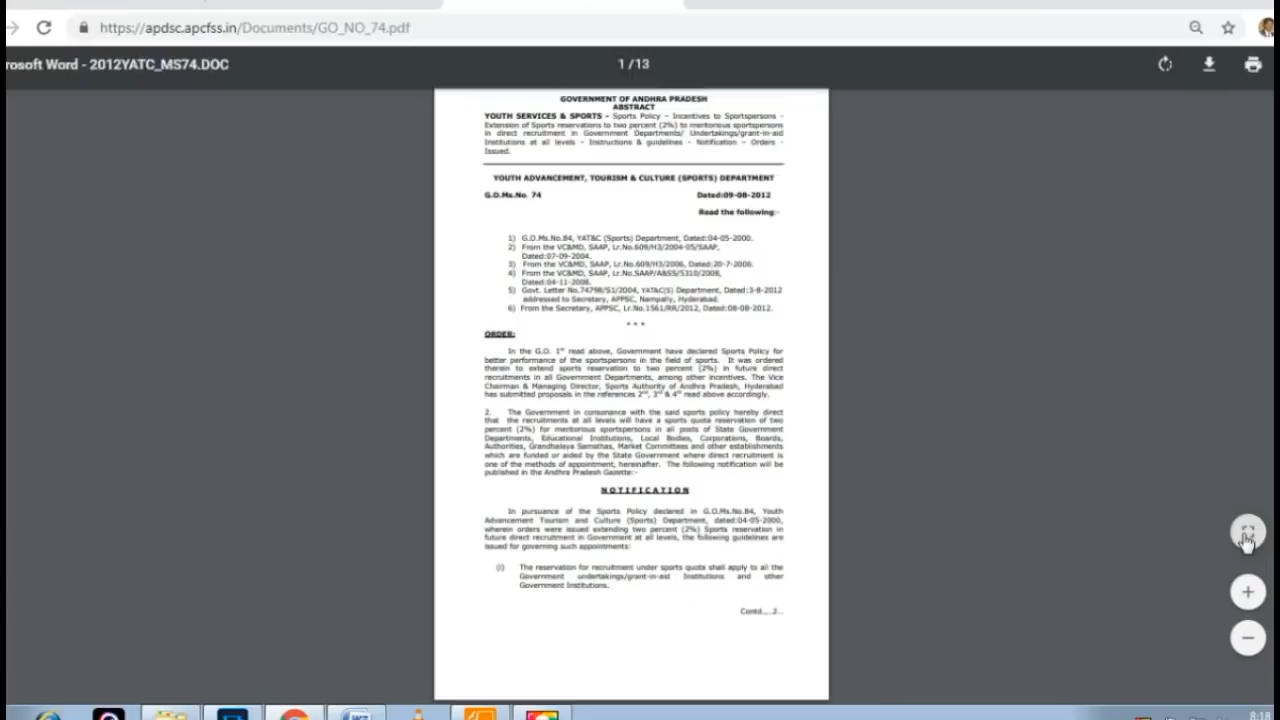 https://apdsc.apcfss.in/Documents/GO_NO_74.pdf
rosoft Word - 2012YATC_MS74.DOC
1 / 13
GOVERNMENT OF ANDHRA PRADESH
ABSTRACT
YOUTH SERVICES & SPORTS - Sports Policy – Incentives to Sportspersons -
Extension of Sports reservations to two percent (2%) to meritorious sportspersons
in direct recruitment in Government Departments/ Undertakings/grant-in-aid
Institutions at all levels - Instructions & guidelines - Notification – Orders -
Issued.
YOUTH ADVANCEMENT, TOURISM & CULTURE (SPORTS) DEPARTMENT
G.O.Ms.No. 74 Dated:09-08-2012
Read the following:-
1) G.O.Ms.No.84, YAT&C (Sports) Department, Dated:04-05-2000.
2) From the VC&MD, SAAP, Lr.No.609/H3/2004-05/SAAP,
Dated:07-09-2004.
3) From the VC&MD, SAAP, Lr.No.609/H3/2006, Dated:20-7-2006.
4) From the VC&MD, SAAP, Lr.No.SAAP/A&SS/5310/2008,
Dated:04-11-2008.
5) Govt. Letter No.74798/S1/2004, YAT&C(S) Department, Dated:3-8-2012
addressed to Secretary, APPSC, Nampally, Hyderabad.
6) From the Secretary, APPSC, Lr.No.1561/RR/2012, Dated:08-08-2012.
* * *
ORDER:
In the G.O. 1st read above, Government have declared Sports Policy for
better performance of the sportspersons in the field of sports. It was ordered
therein to extend sports reservation to two percent (2%) in future direct
recruitments in all Government Departments, among other incentives. The Vice
Chairman & Managing Director, Sports Authority of Andhra Pradesh, Hyderabad
has submitted proposals in the references 2nd, 3rd & 4th read above accordingly.
2. The Government in consonance with the said sports policy hereby direct
that the recruitments at all levels will have a sports quote reservation of two
percent (2%) for meritorious sportspersons in all posts of State Government
Departments, Educational Institutions, Local Bodies, Corporations, Boards,
Authorities, Grandhalaya Samsthas, Market Committees and other establishments
which are funded or aided by the State Government where direct recruitment is
one of the methods of appointment, hereinafter. The following notification will be
published in the Andhra Pradesh Gazette:-
NOTIFICATION
In pursuance of the Sports Policy declared in G.O.Ms.No.84, Youth
Advancement Tourism and Culture (Sports) Department, dated:04-05-2000,
wherein orders were issued extending two percent (2%) Sports reservation in
future direct recruitment in Government at all levels, the following guidelines are
issued for governing such appointments:
(i) The reservation for recruitment under sports quota shall apply to all the
Government undertakings/grant-in-aid Institutions and other
Government Institutions.
Contd....2..
8:18